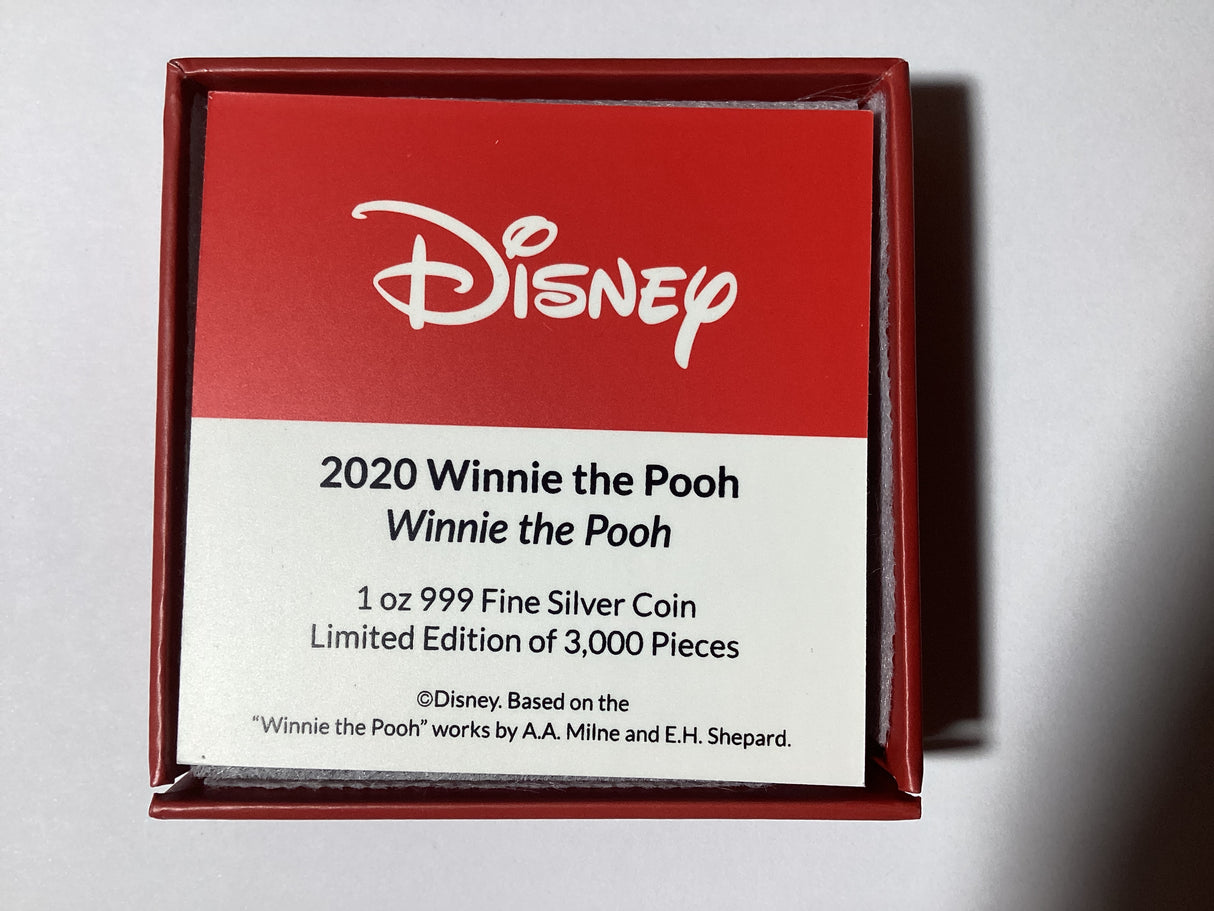 Disney
2020 Winnie the Pooh
Winnie the Pooh
1 oz 999 Fine Silver Coin
Limited Edition of 3,000 Pieces
©Disney. Based on the
“Winnie the Pooh” works by A.A. Milne and E.H. Shepard.